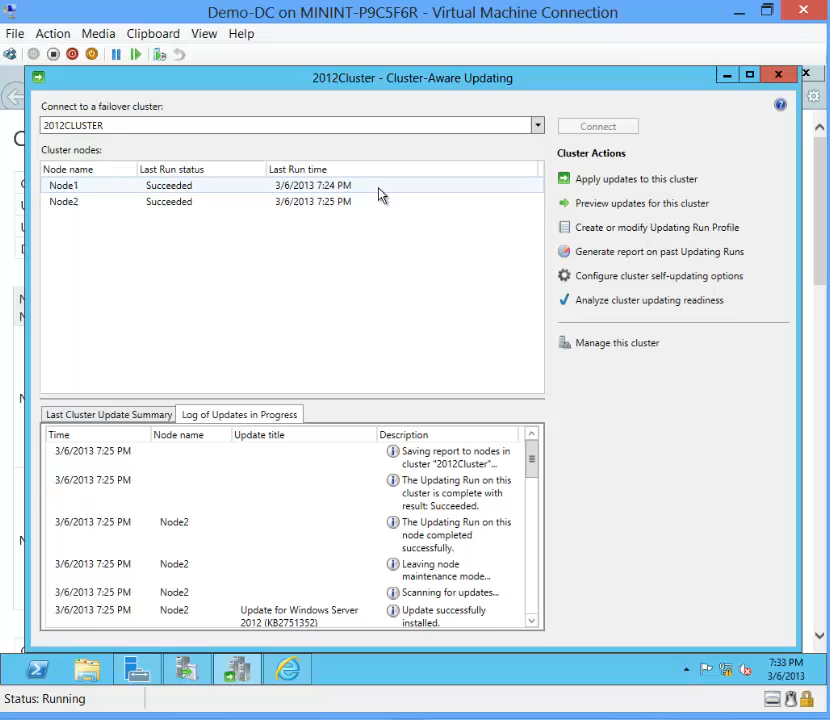 Demo-DC on MININT-P9C5F6R - Virtual Machine Connection
File Action Media Clipboard View Help
2012Cluster - Cluster-Aware Updating
Connect to a failover cluster:
2012CLUSTER
Connect
Cluster nodes:
Node name Last Run status Last Run time
Node1 Succeeded 3/6/2013 7:24 PM
Node2 Succeeded 3/6/2013 7:25 PM
Cluster Actions
Apply updates to this cluster
Preview updates for this cluster
Create or modify Updating Run Profile
Generate report on past Updating Runs
Configure cluster self-updating options
Analyze cluster updating readiness
Manage this cluster
Last Cluster Update Summary Log of Updates in Progress
Time Node name Update title Description
3/6/2013 7:25 PM Saving report to nodes in
cluster "2012Cluster"...
3/6/2013 7:25 PM The Updating Run on this
cluster is complete with
result: Succeeded.
3/6/2013 7:25 PM Node2 The Updating Run on this
node completed
successfully.
3/6/2013 7:25 PM Node2 Leaving node
maintenance mode...
3/6/2013 7:25 PM Node2 Scanning for updates...
3/6/2013 7:25 PM Node2 Update for Windows Server Update successfully
2012 (KB2751352) installed.
7:33 PM
3/6/2013
Status: Running